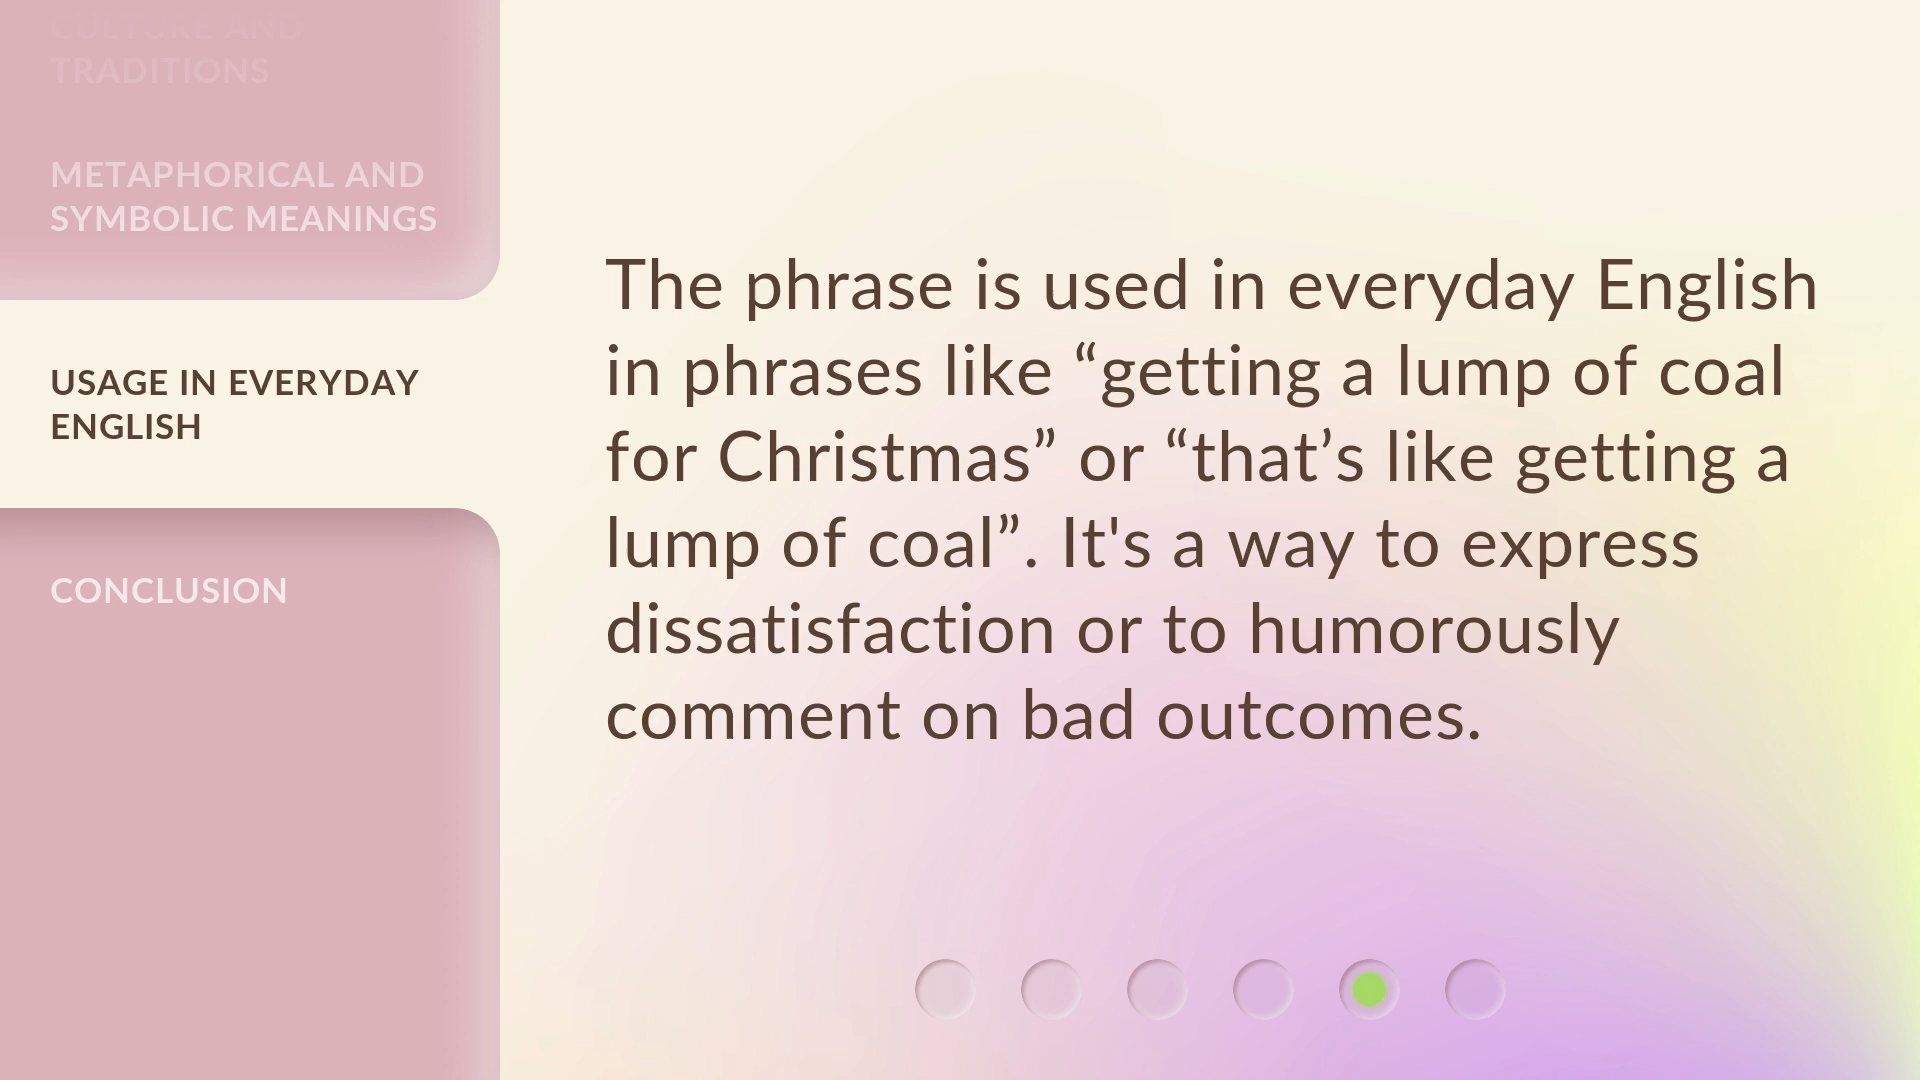 CULTURE AND
TRADITIONS
METAPHORICAL AND
SYMBOLIC MEANINGS
USAGE IN EVERYDAY
ENGLISH
CONCLUSION
The phrase is used in everyday English
in phrases like “getting a lump of coal
for Christmas” or “that’s like getting a
lump of coal”. It's a way to express
dissatisfaction or to humorously
comment on bad outcomes.